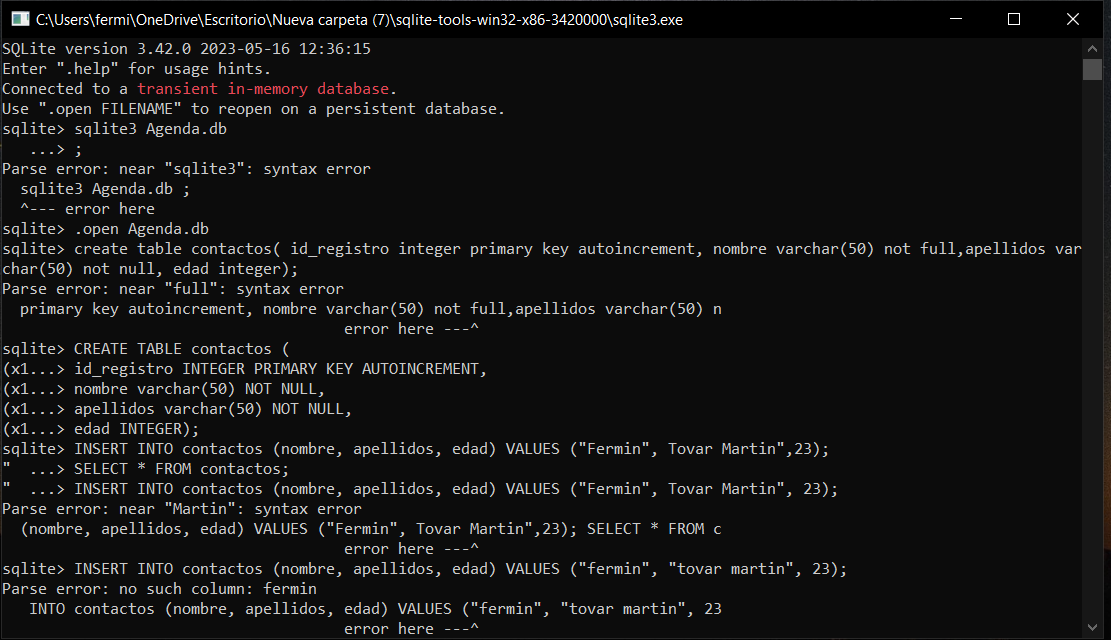 C:\Users\fermi\OneDrive\Escritorio\Nueva carpeta (7)\sqlite-tools-win32-x86-3420000\sqlite3.exe
SQLite version 3.42.0 2023-05-16 12:36:15
Enter ".help" for usage hints.
Connected to a transient in-memory database.
Use ".open FILENAME" to reopen on a persistent database.
sqlite> sqlite3 Agenda.db
   ...> ;
Parse error: near "sqlite3": syntax error
  sqlite3 Agenda.db ;
  ^--- error here
sqlite> .open Agenda.db
sqlite> create table contactos( id_registro integer primary key autoincrement, nombre varchar(50) not full,apellidos var
char(50) not null, edad integer);
Parse error: near "full": syntax error
  primary key autoincrement, nombre varchar(50) not full,apellidos varchar(50) n
                                      error here ---^
sqlite> CREATE TABLE contactos (
(x1...> id_registro INTEGER PRIMARY KEY AUTOINCREMENT,
(x1...> nombre varchar(50) NOT NULL,
(x1...> apellidos varchar(50) NOT NULL,
(x1...> edad INTEGER);
sqlite> INSERT INTO contactos (nombre, apellidos, edad) VALUES ("Fermin", Tovar Martin",23);
"  ...> SELECT * FROM contactos;
"  ...> INSERT INTO contactos (nombre, apellidos, edad) VALUES ("Fermin", Tovar Martin", 23);
Parse error: near "Martin": syntax error
  (nombre, apellidos, edad) VALUES ("Fermin", Tovar Martin",23); SELECT * FROM c
                                      error here ---^
sqlite> INSERT INTO contactos (nombre, apellidos, edad) VALUES ("fermin", "tovar martin", 23);
Parse error: no such column: fermin
   INTO contactos (nombre, apellidos, edad) VALUES ("fermin", "tovar martin", 23
                                      error here ---^